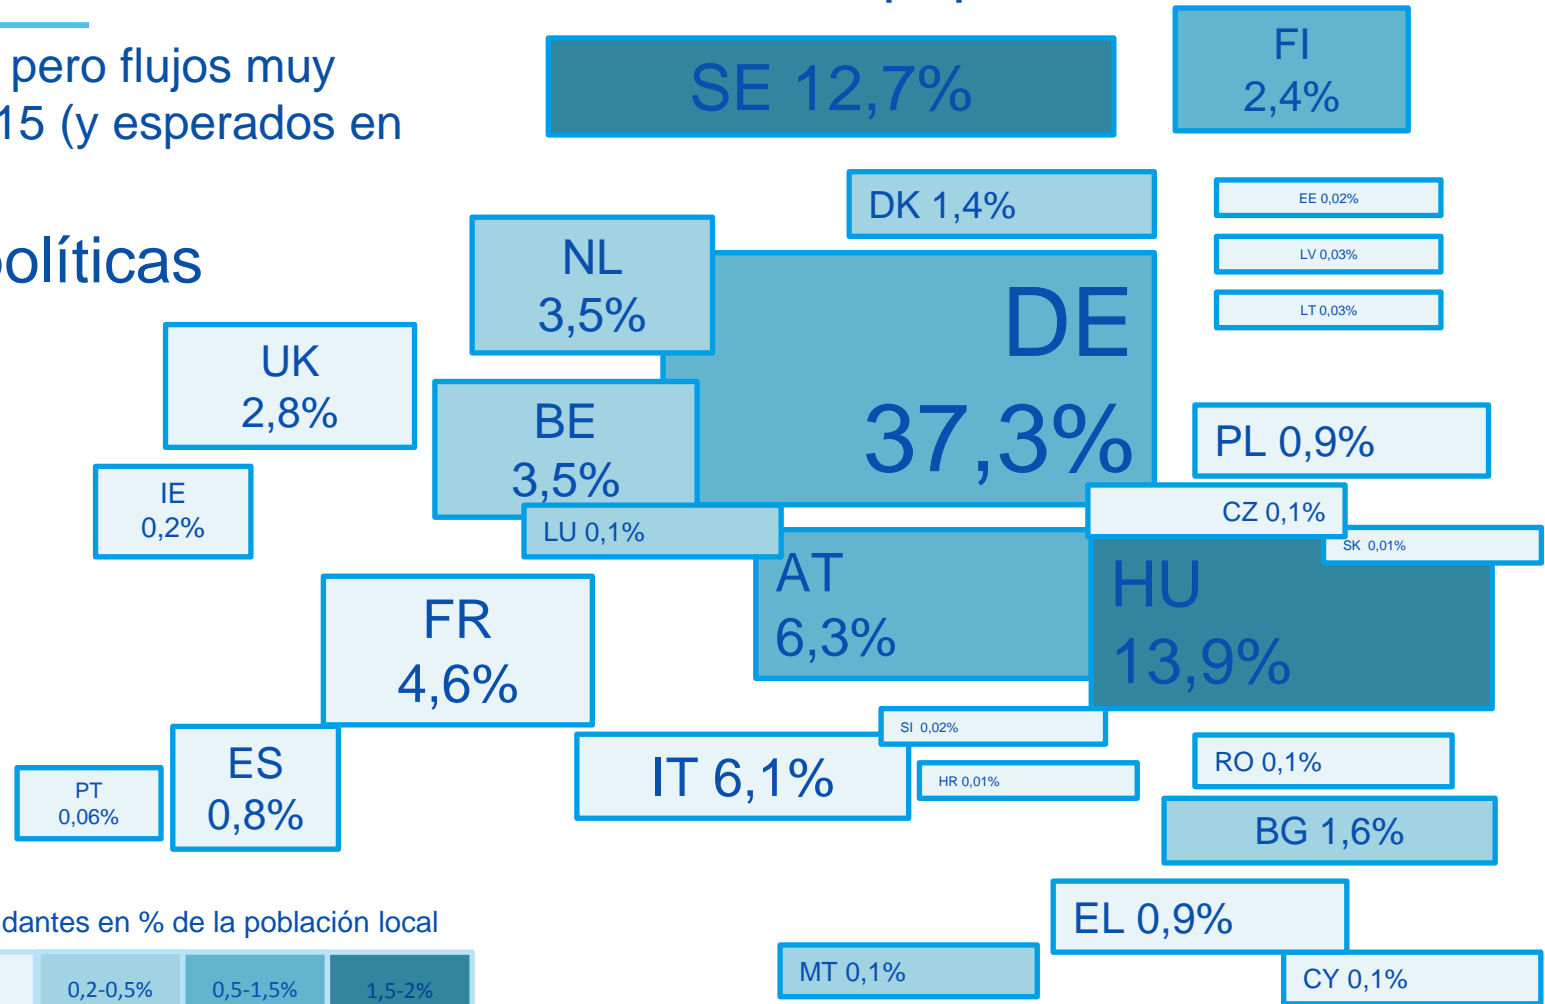 pero flujos muy
15 (y esperados en
políticas
SE 12,7%
FI
2,4%
DK 1,4%
EE 0,02%
LV 0,03%
LT 0,03%
NL
3,5%
DE
37,3%
UK
2,8%
BE
3,5%
PL 0,9%
IE
0,2%
LU 0,1%
CZ 0,1%
SK 0,01%
AT
6,3%
HU
13,9%
FR
4,6%
SI 0,02%
ES
0,8%
IT 6,1%
HR 0,01%
RO 0,1%
PT
0,06%
BG 1,6%
EL 0,9%
dantes en % de la población local
MT 0,1%
CY 0,1%
0,2-0,5%
0,5-1,5%
1,5-2%